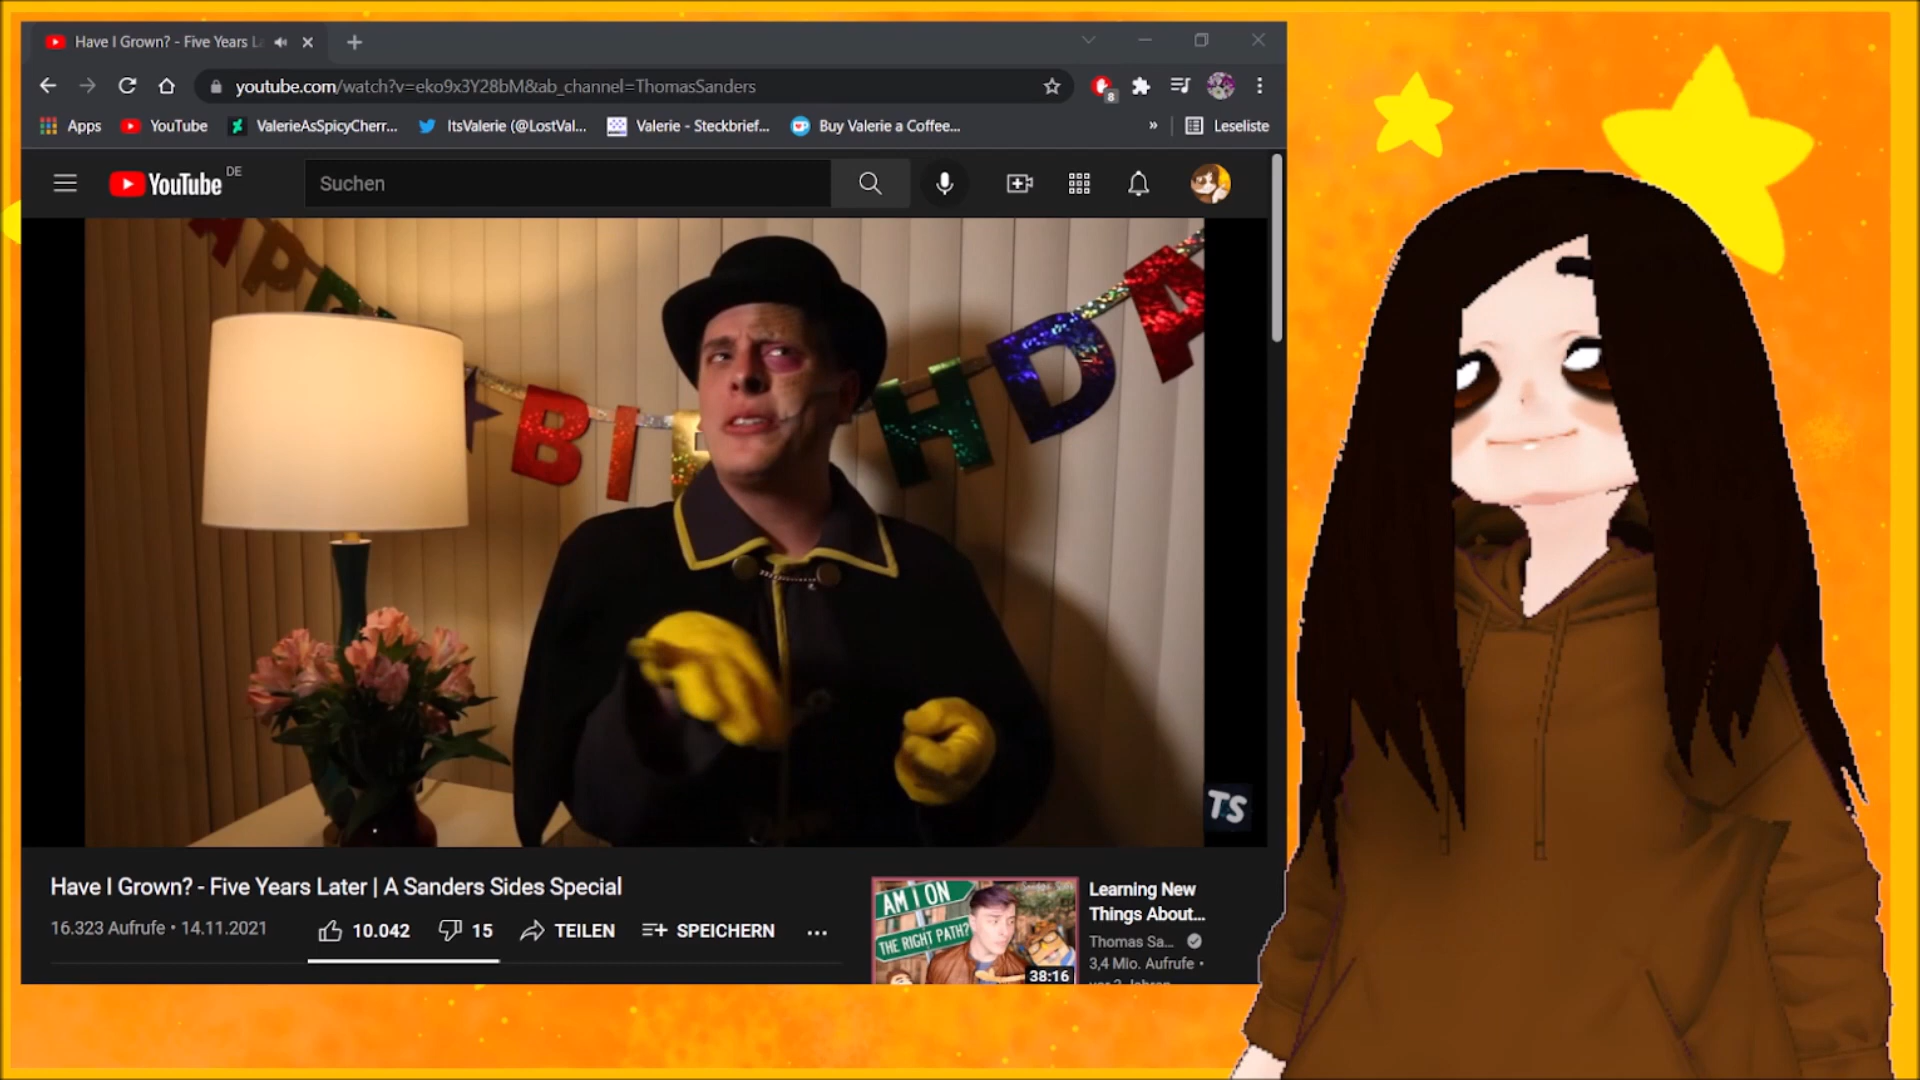 Have I Grown? - Five Years L
youtube.com/watch?v=eko9x3Y28bM&ab_channel=ThomasSanders
8
Apps
YouTube
ValerieAsSpicyCherr...
ItsValerie (@LostVal...
Valerie - Steckbrief...
Buy Valerie a Coffee...
»
Leseliste
YouTube DE
Suchen
APP
BI HDA
TS
Have I Grown? - Five Years Later | A Sanders Sides Special
16.323 Aufrufe • 14.11.2021
10.042
15
TEILEN
SPEICHERN
...
AM I ON
THE RIGHT PATH?
38:16
Learning New
Things About...
Thomas Sa...
3,4 Mio. Aufrufe •